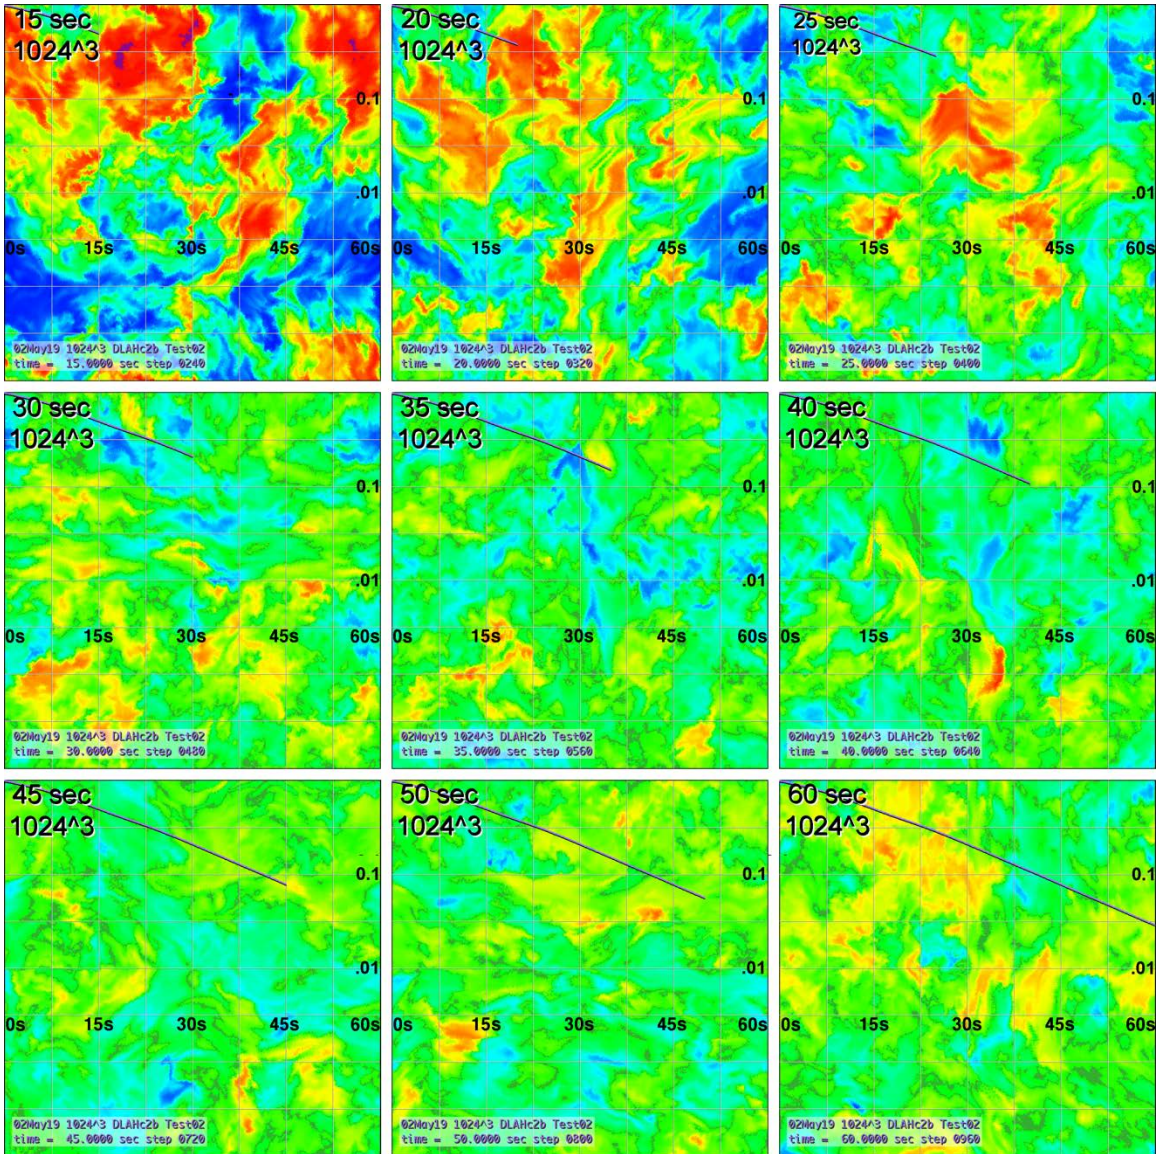 15 sec
1024^3
0.1
.01
0s 15s 30s 45s 60s
02May19 1024^3 DLAHc2b Test02
time = 15.0000 sec step 0240
20 sec
1024^3
0.1
.01
0s 15s 30s 45s 60s
02May19 1024^3 DLAHc2b Test02
time = 20.0000 sec step 0320
25 sec
1024^3
0.1
.01
0s 15s 30s 45s 60s
02May19 1024^3 DLAHc2b Test02
time = 25.0000 sec step 0400
30 sec
1024^3
0.1
.01
0s 15s 30s 45s 60s
02May19 1024^3 DLAHc2b Test02
time = 30.0000 sec step 0480
35 sec
1024^3
0.1
.01
0s 15s 30s 45s 60s
02May19 1024^3 DLAHc2b Test02
time = 35.0000 sec step 0560
40 sec
1024^3
0.1
.01
0s 15s 30s 45s 60s
02May19 1024^3 DLAHc2b Test02
time = 40.0000 sec step 0640
45 sec
1024^3
0.1
.01
0s 15s 30s 45s 60s
02May19 1024^3 DLAHc2b Test02
time = 45.0000 sec step 0720
50 sec
1024^3
0.1
.01
0s 15s 30s 45s 60s
02May19 1024^3 DLAHc2b Test02
time = 50.0000 sec step 0800
60 sec
1024^3
0.1
.01
0s 15s 30s 45s 60s
02May19 1024^3 DLAHc2b Test02
time = 60.0000 sec step 0960